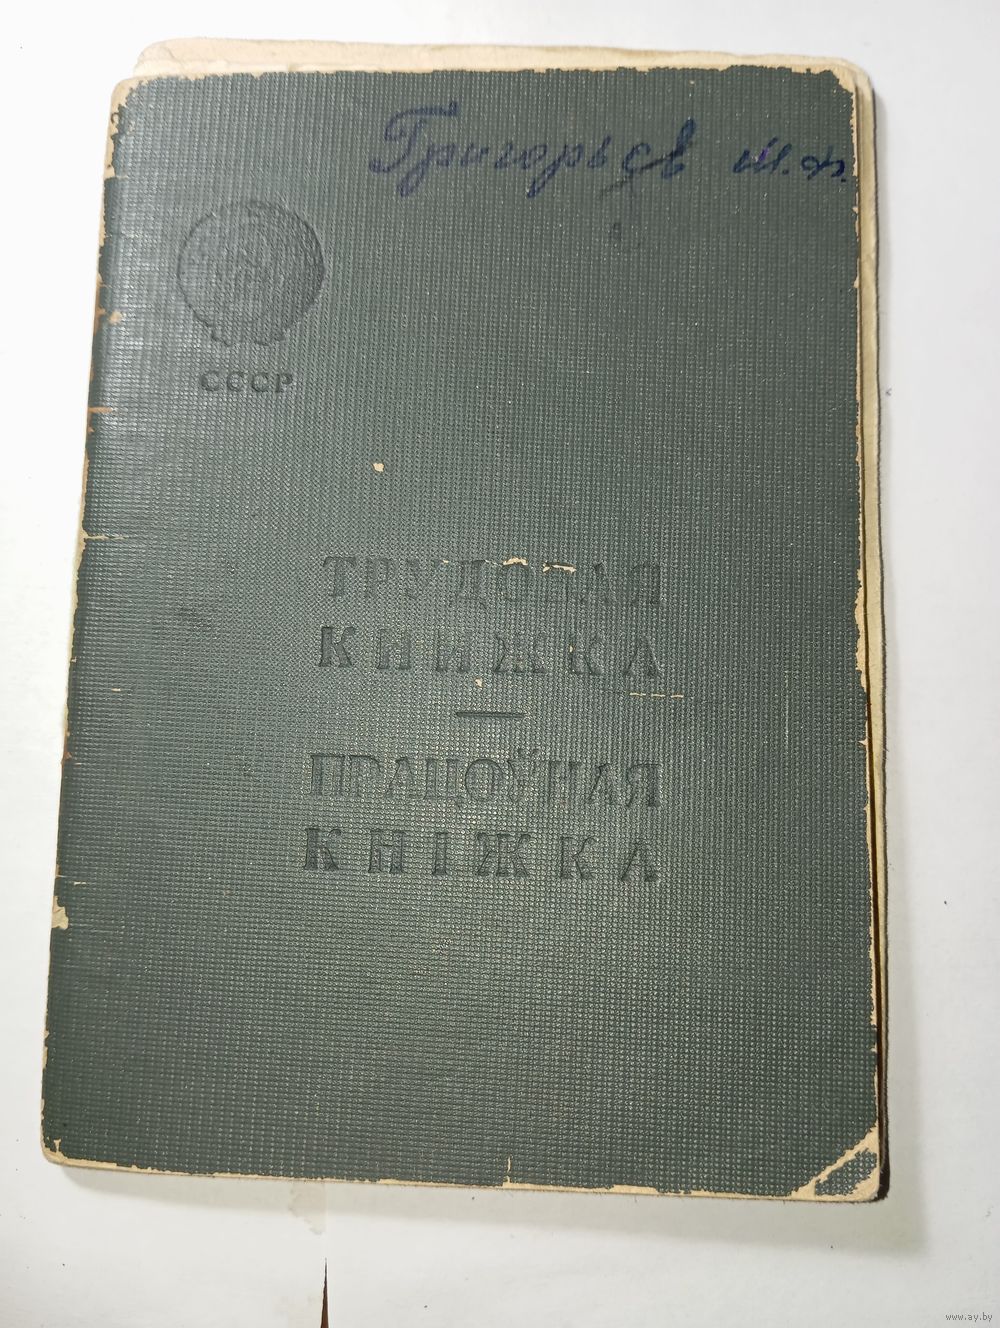 Григорьев М.Ф.
СССР
ТРУДОВАЯ
КНИЖКА
ПРАЦОЎНАЯ
КНІЖКА
www.ay.by